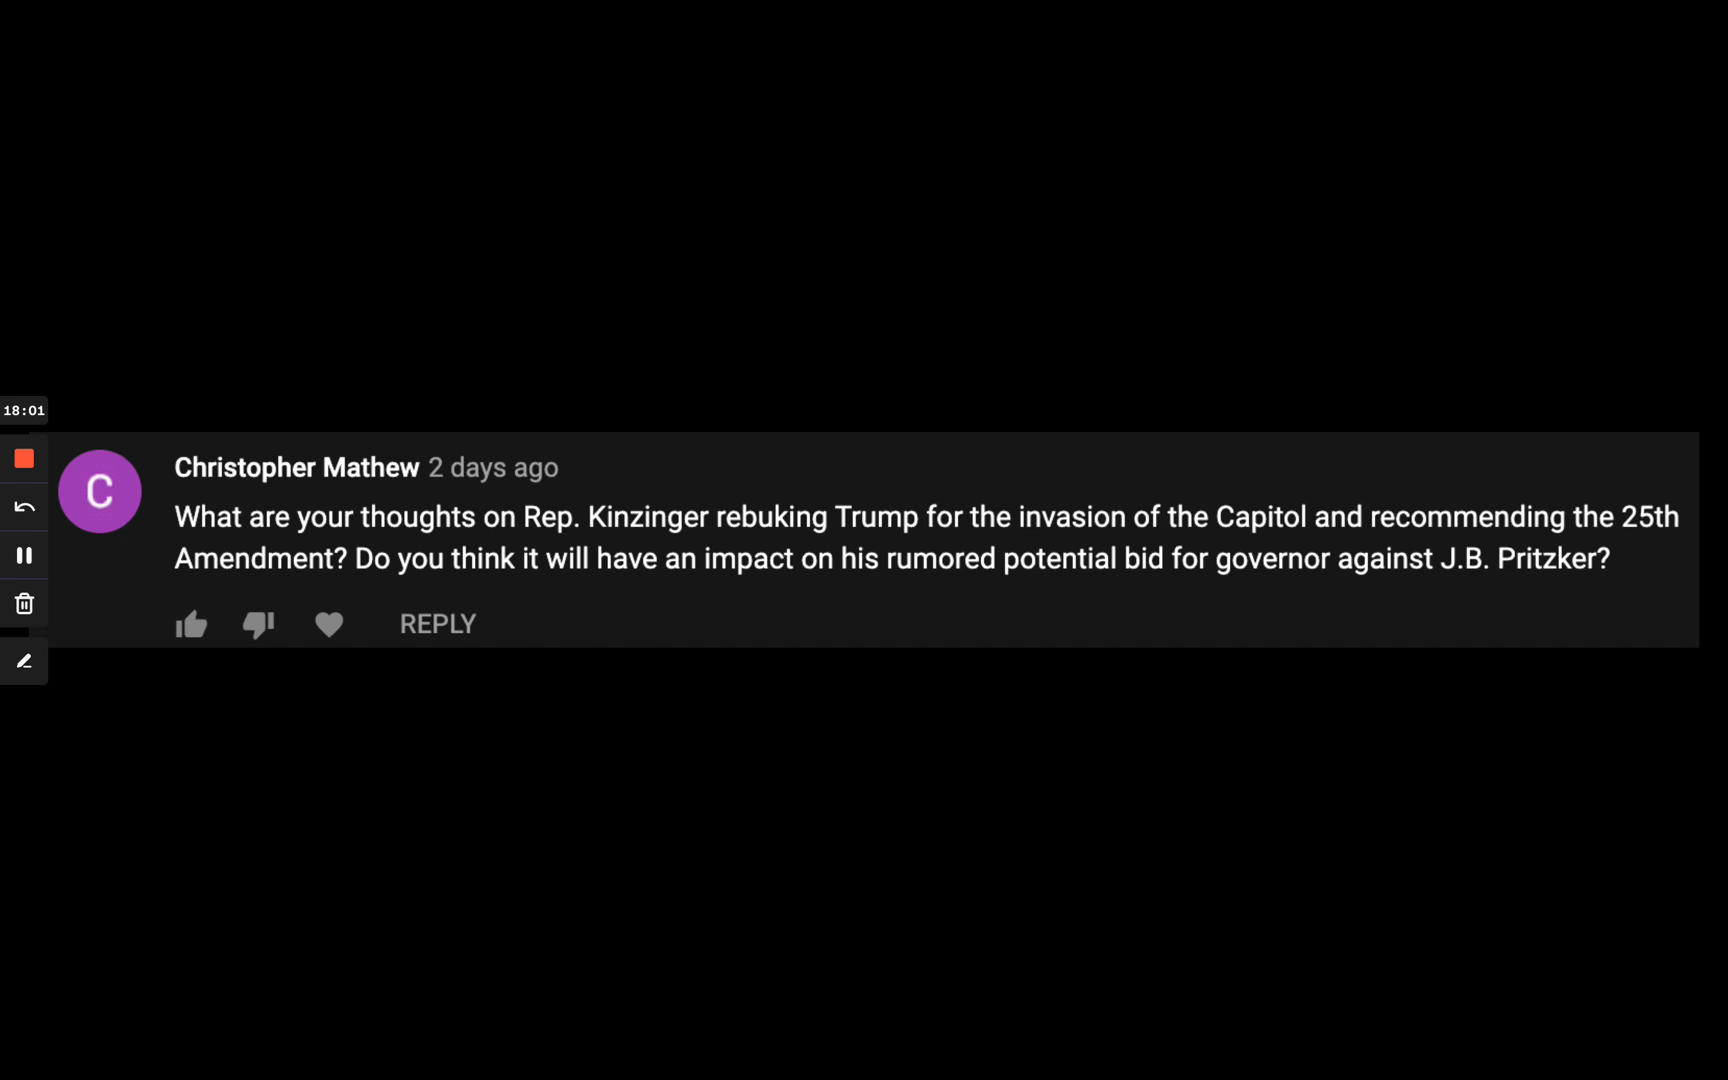 18:01
C
Christopher Mathew 2 days ago
What are your thoughts on Rep. Kinzinger rebuking Trump for the invasion of the Capitol and recommending the 25th
Amendment? Do you think it will have an impact on his rumored potential bid for governor against J.B. Pritzker?
REPLY